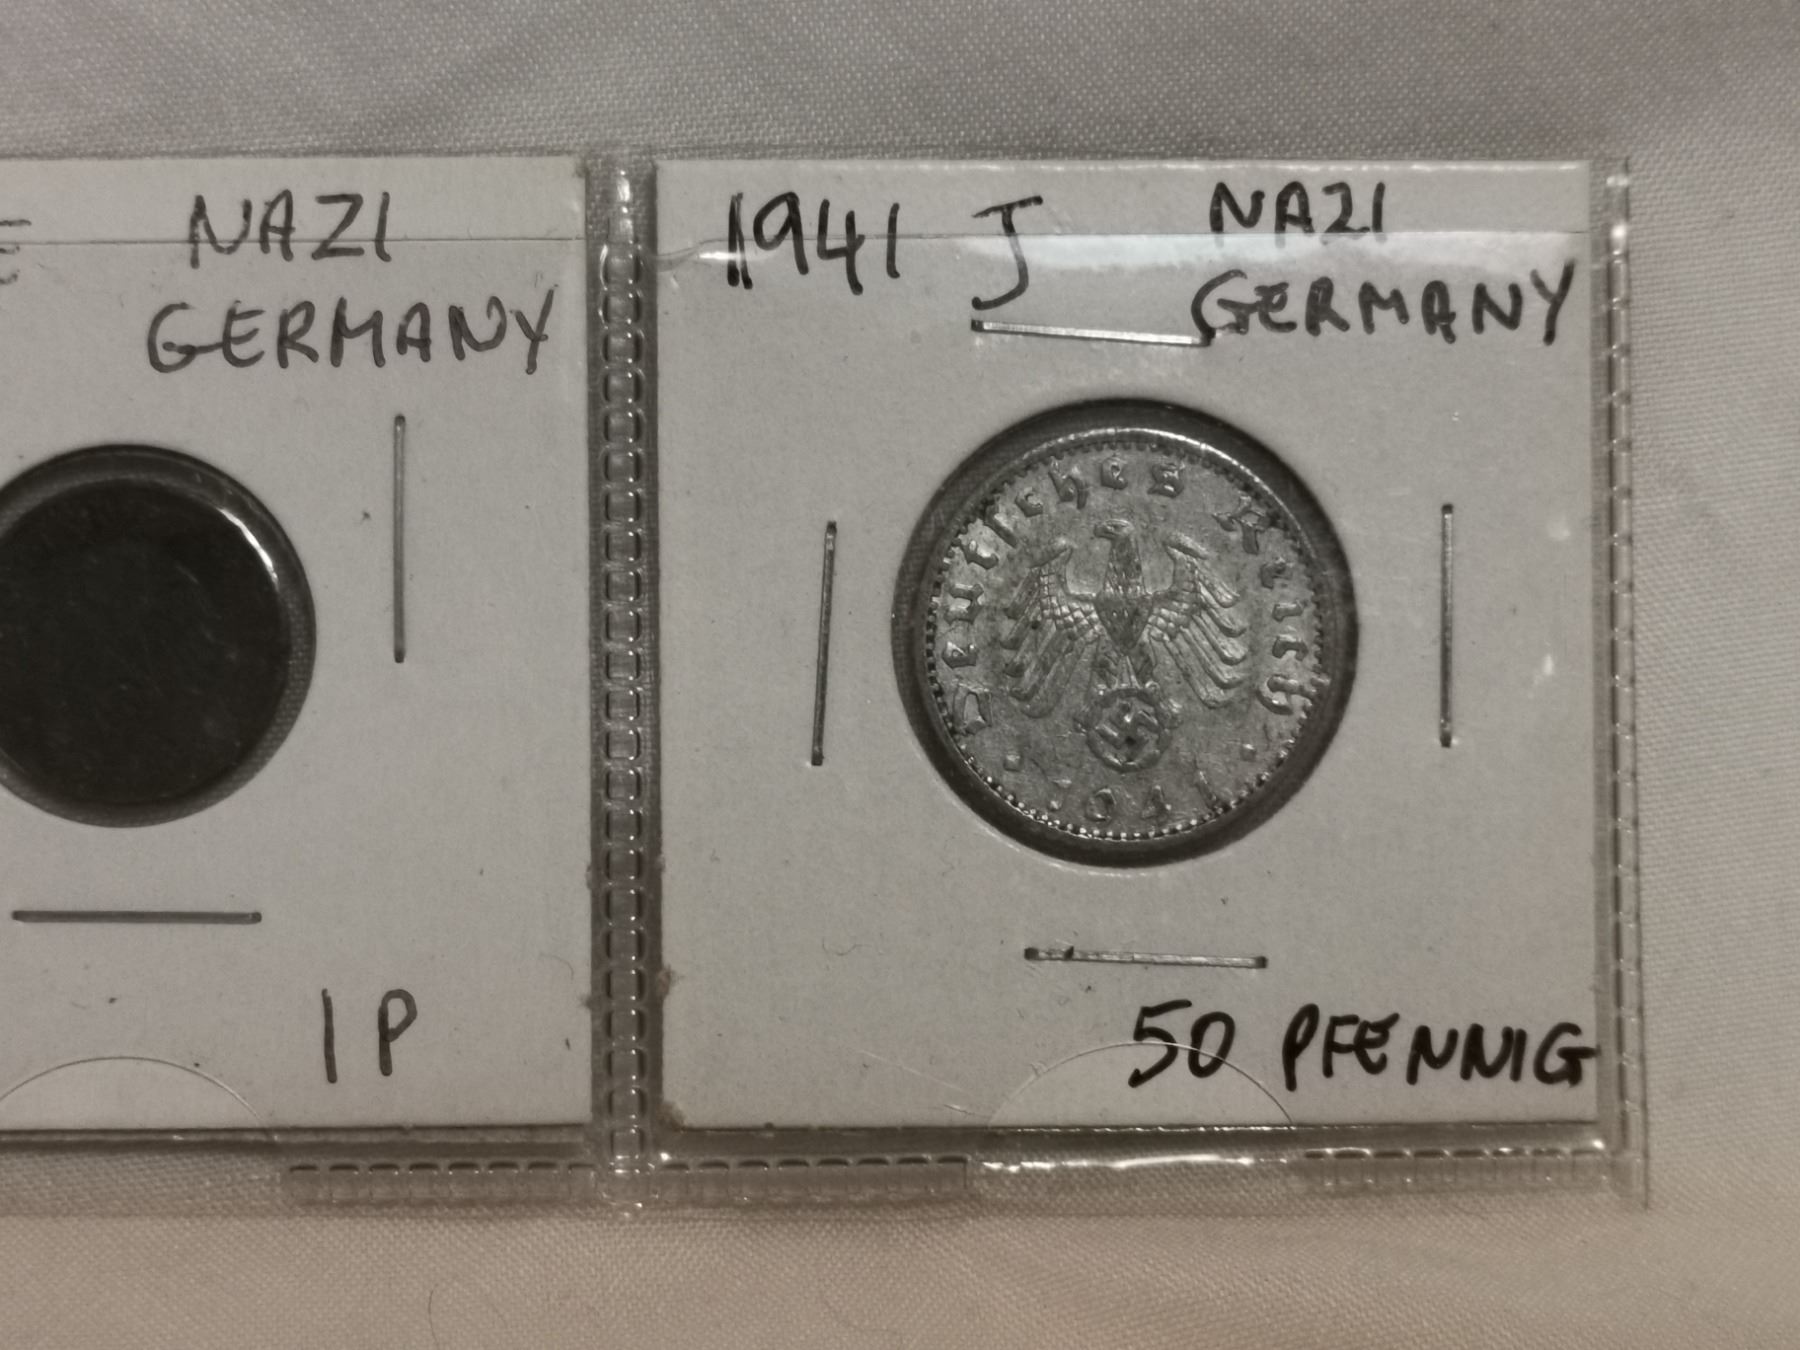 NAZI
GERMANY
1P
1941 J
NAZI
GERMANY
Deutsches Reich
1941
50 PFENNIG